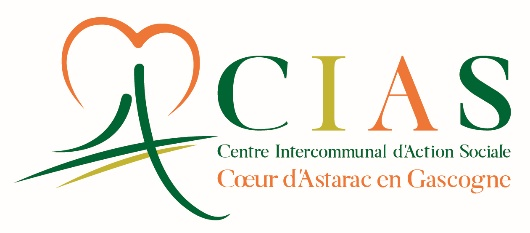 CIAS
Centre Intercommunal d'Action Sociale
Cœur d'Astarac en Gascogne